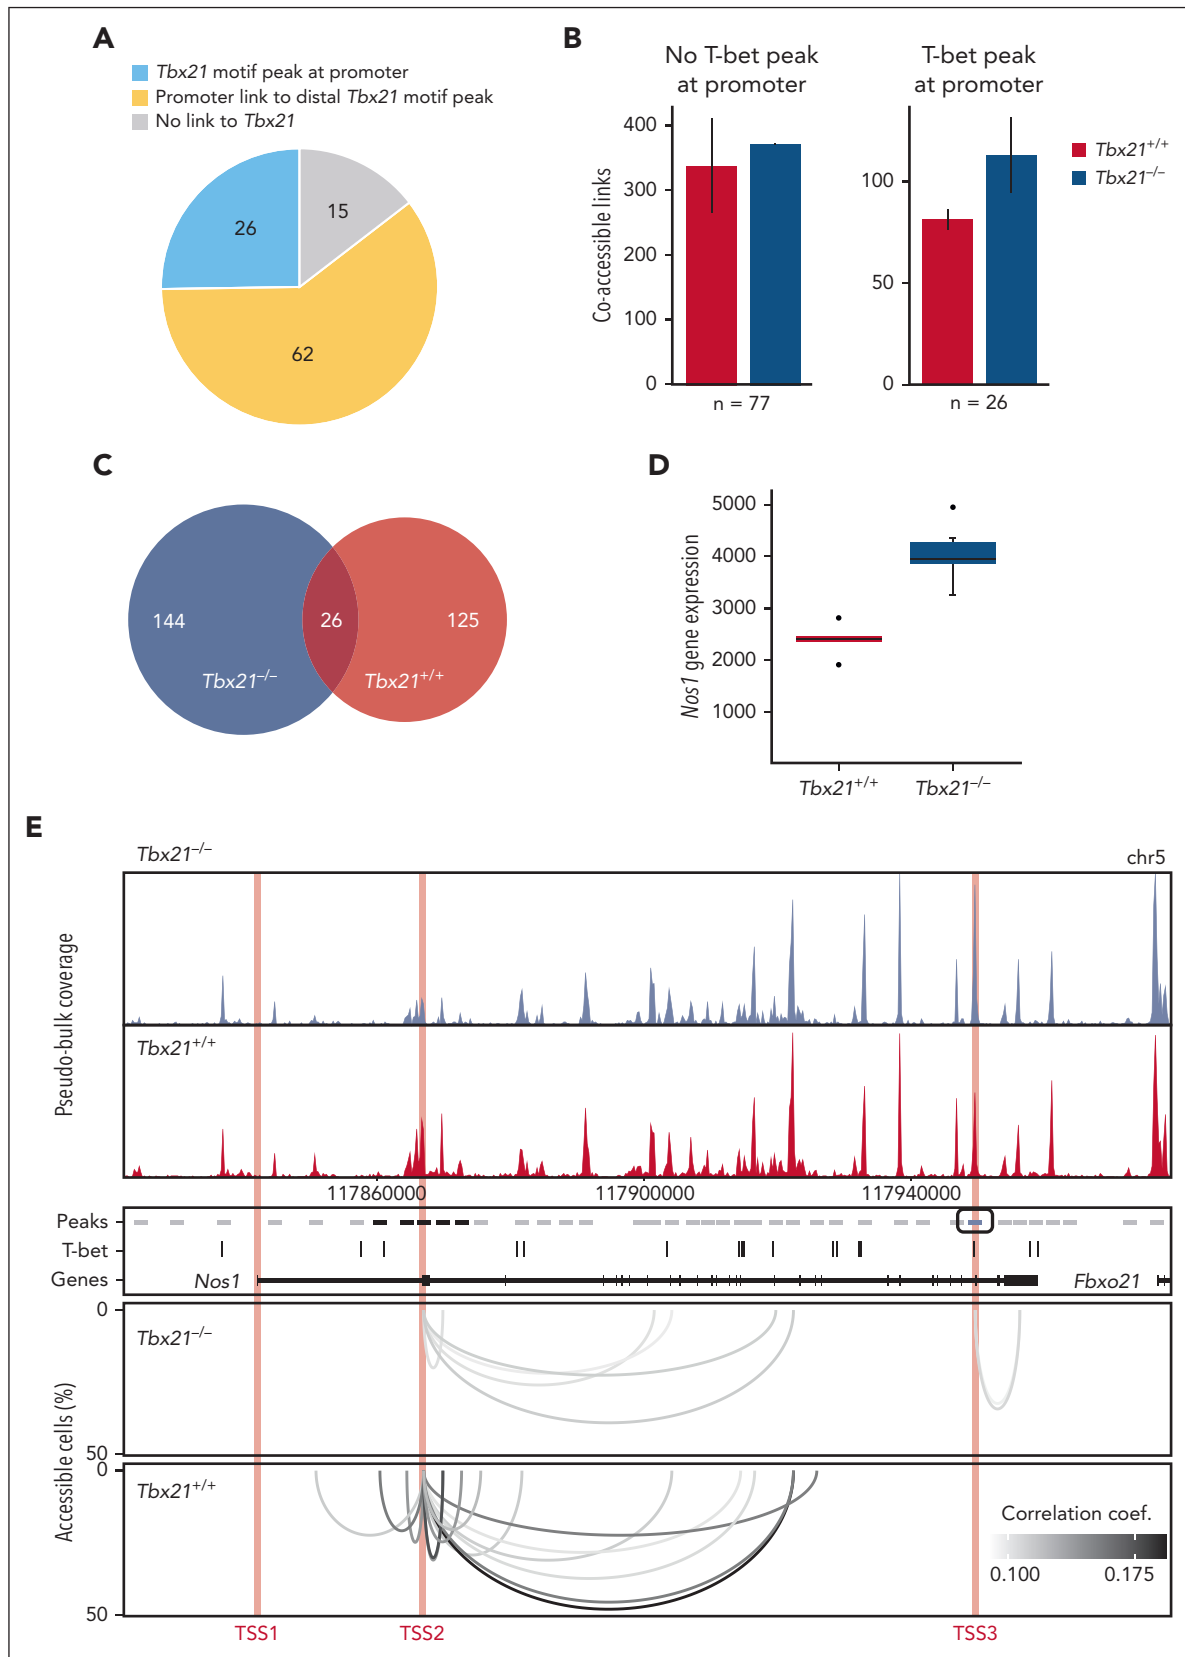 A
Tbx21 motif peak at promoter
Promoter link to distal Tbx21 motif peak
No link to Tbx21
26
15
62
B
No T-bet peak
at promoter
T-bet peak
at promoter
Co-accessible links
400
300
200
100
0
n = 77
100
50
0
n = 26
Tbx21+/+
Tbx21–/–
C
144
26
125
Tbx21–/–
Tbx21+/+
D
Nos1 gene expression
5000
4000
3000
2000
1000
Tbx21+/+
Tbx21–/–
E
Tbx21–/–
chr5
Pseudo-bulk coverage
Tbx21+/+
117860000
117900000
117940000
Peaks
T-bet
Genes
Nos1
Fbxo21
Accessible cells (%)
0
Tbx21–/–
50
0
Tbx21+/+
Correlation coef.
0.100
0.175
50
TSS1
TSS2
TSS3